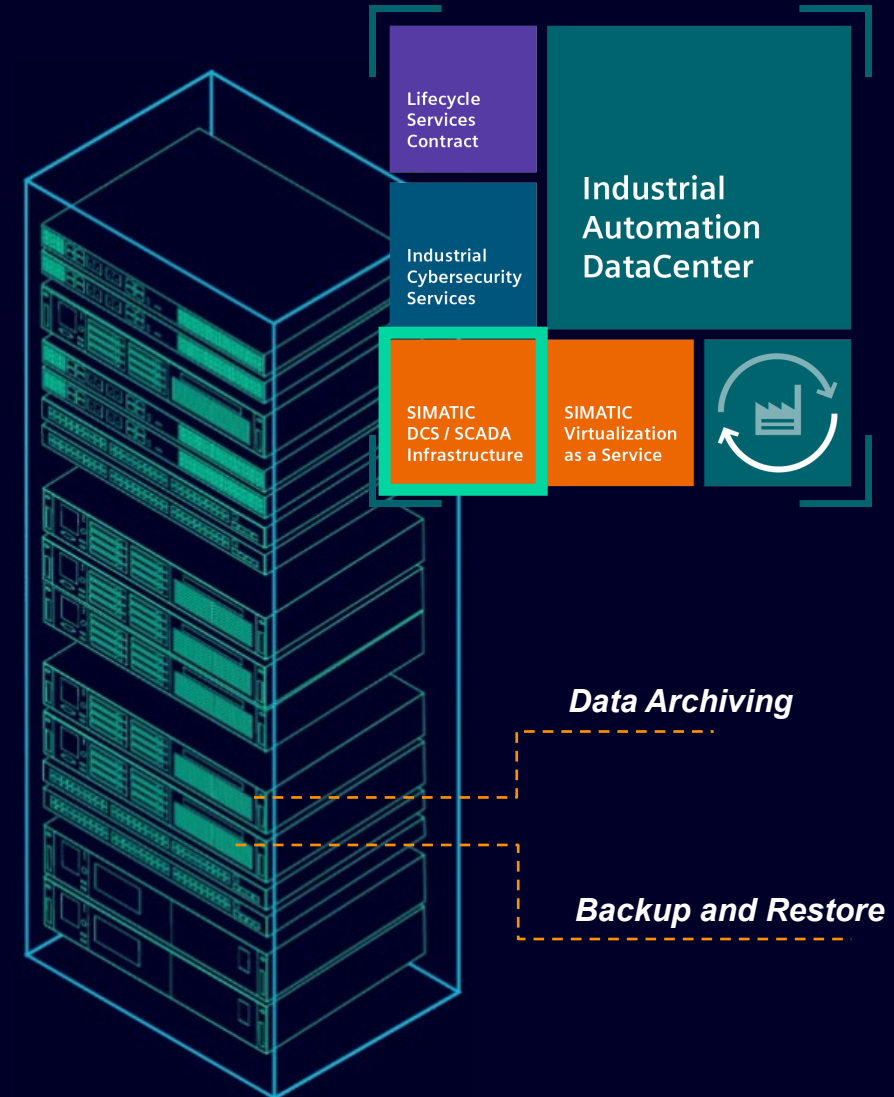 Lifecycle
Services
Contract
Industrial
Automation
DataCenter
Industrial
Cybersecurity
Services
SIMATIC
DCS / SCADA
Infrastructure
SIMATIC
Virtualization
as a Service
Data Archiving
Backup and Restore